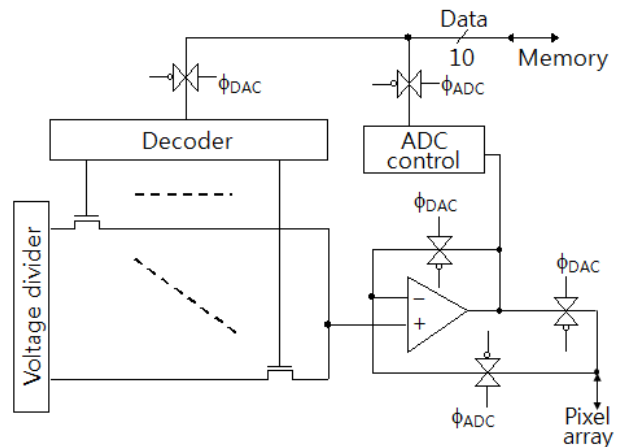 Data
10
Memory
ϕDAC
ϕADC
Decoder
ADC
control
Voltage divider
ϕDAC
ϕDAC
−
+
ϕADC
Pixel
array